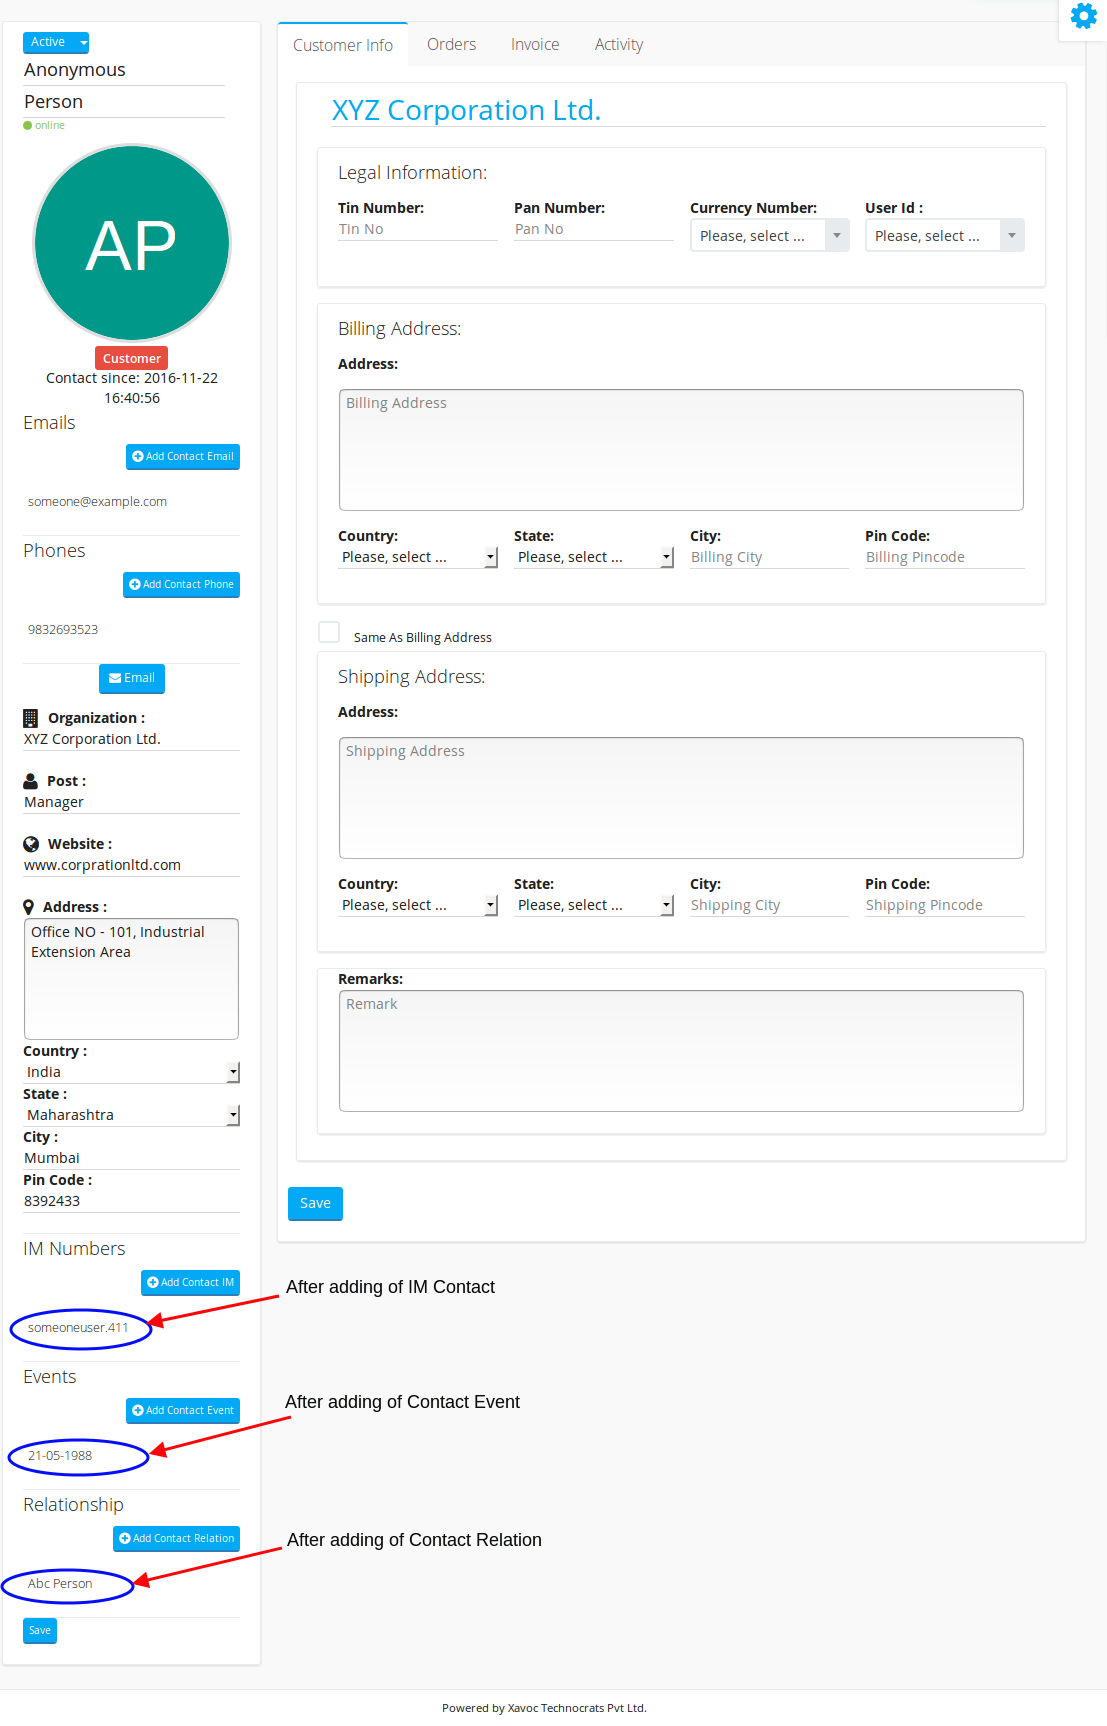 Active
Anonymous
Person
online
AP
Customer
Contact since: 2016-11-22
16:40:56
Emails
Add Contact Email
someone@example.com
Phones
Add Contact Phone
9832693523
Email
Organization :
XYZ Corporation Ltd.
Post :
Manager
Website :
www.corprationltd.com
Address :
Office NO - 101, Industrial
Extension Area
Country :
India
State :
Maharashtra
City :
Mumbai
Pin Code :
8392433
IM Numbers
Add Contact IM
someoneuser.411
Events
Add Contact Event
21-05-1988
Relationship
Add Contact Relation
Abc Person
Save
Customer Info Orders Invoice Activity
XYZ Corporation Ltd.
Legal Information:
Tin Number: Pan Number: Currency Number: User Id :
Tin No Pan No Please, select ... Please, select ...
Billing Address:
Address:
Billing Address
Country: State: City: Pin Code:
Please, select ... Please, select ... Billing City Billing Pincode
Same As Billing Address
Shipping Address:
Address:
Shipping Address
Country: State: City: Pin Code:
Please, select ... Please, select ... Shipping City Shipping Pincode
Remarks:
Remark
Save
After adding of IM Contact
After adding of Contact Event
After adding of Contact Relation
Powered by Xavoc Technocrats Pvt Ltd.